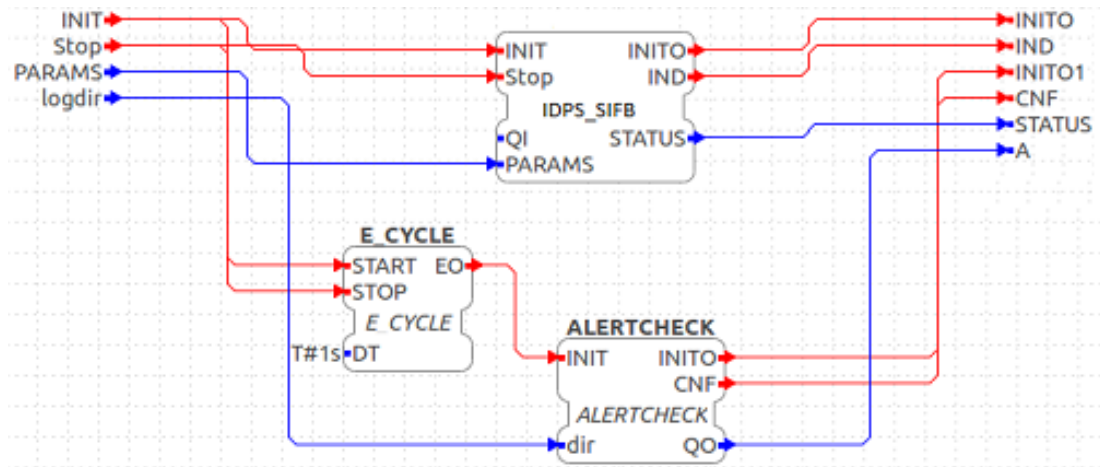 INIT
Stop
PARAMS
logdir
INIT INITO
Stop IND
IDPS_SIFB
QI STATUS
PARAMS
INITO
IND
INITO1
CNF
STATUS
A
E_CYCLE
START EO
STOP
E_CYCLE
T#1s DT
ALERTCHECK
INIT INITO
CNF
ALERTCHECK
dir QO